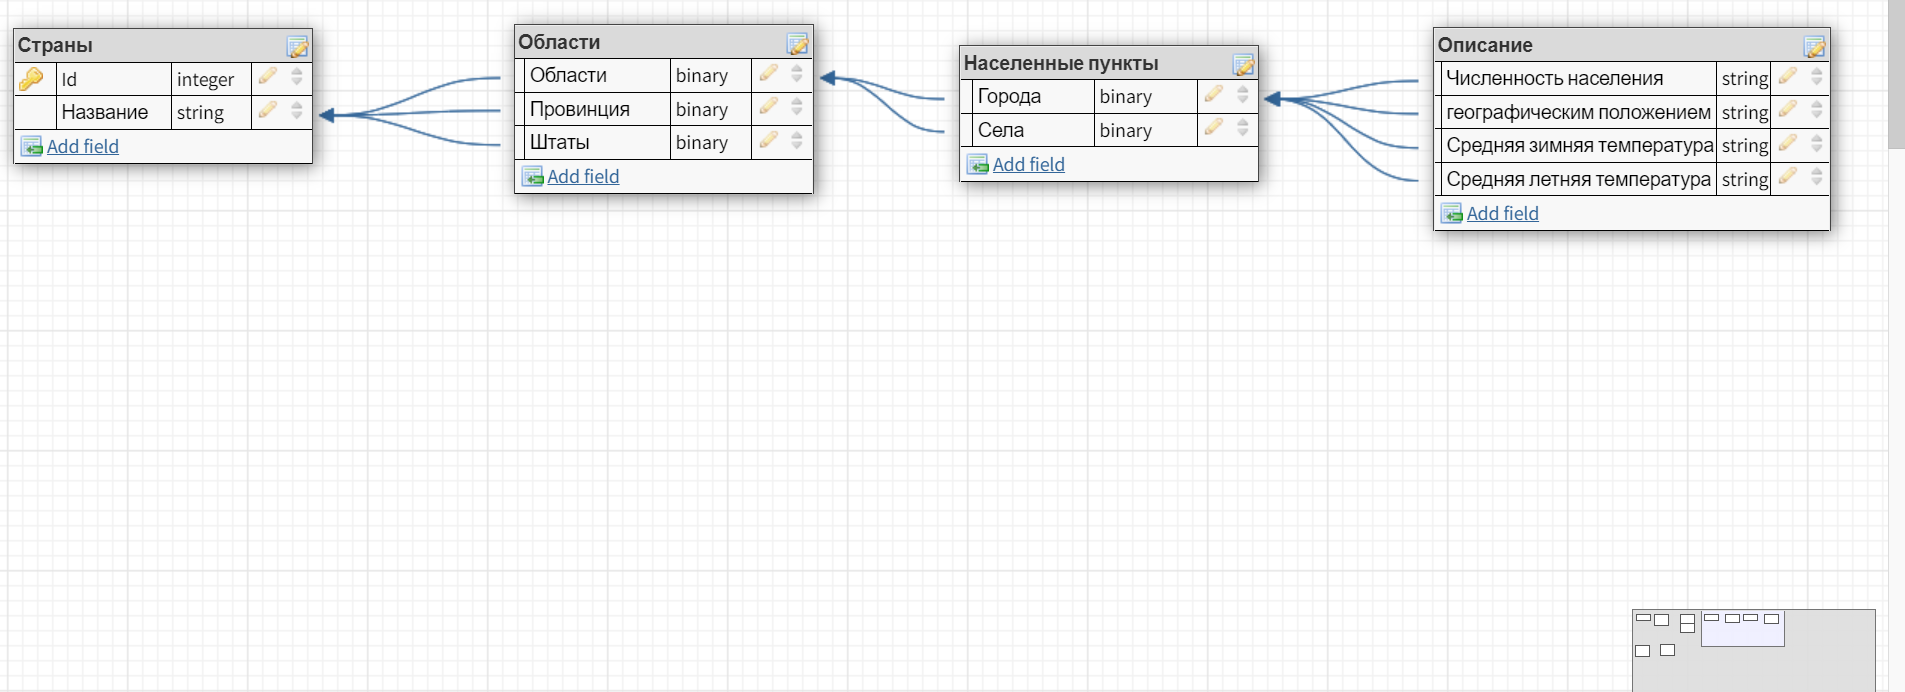 Страны
Id integer
Название string
Add field
Области
Области binary
Провинция binary
Штаты binary
Add field
Населенные пункты
Города binary
Села binary
Add field
Описание
Численность населения string
географическим положением string
Средняя зимняя температура string
Средняя летняя температура string
Add field